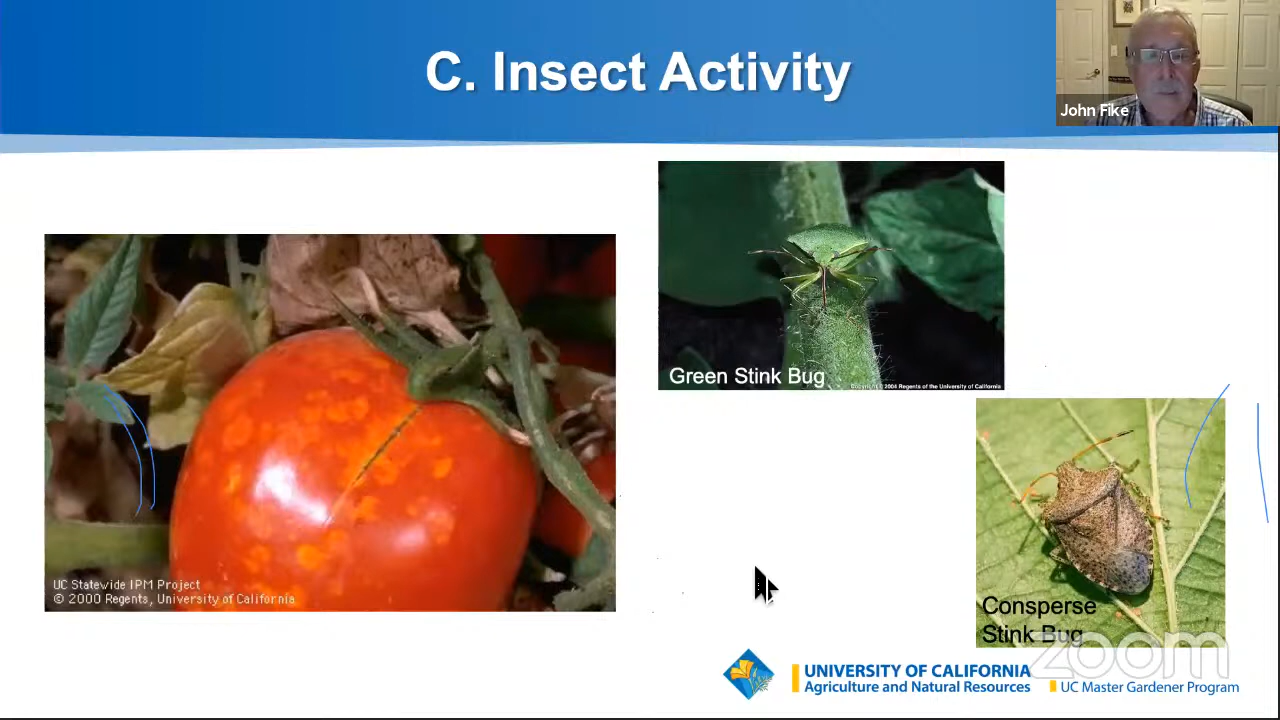 C. Insect Activity
John Fike
Green Stink Bug
Copyright © 2004 Regents of the University of California
UC Statewide IPM Project
© 2000 Regents, University of California
Consperse
Stink Bug
zoom
UNIVERSITY OF CALIFORNIA
Agriculture and Natural Resources
UC Master Gardener Program